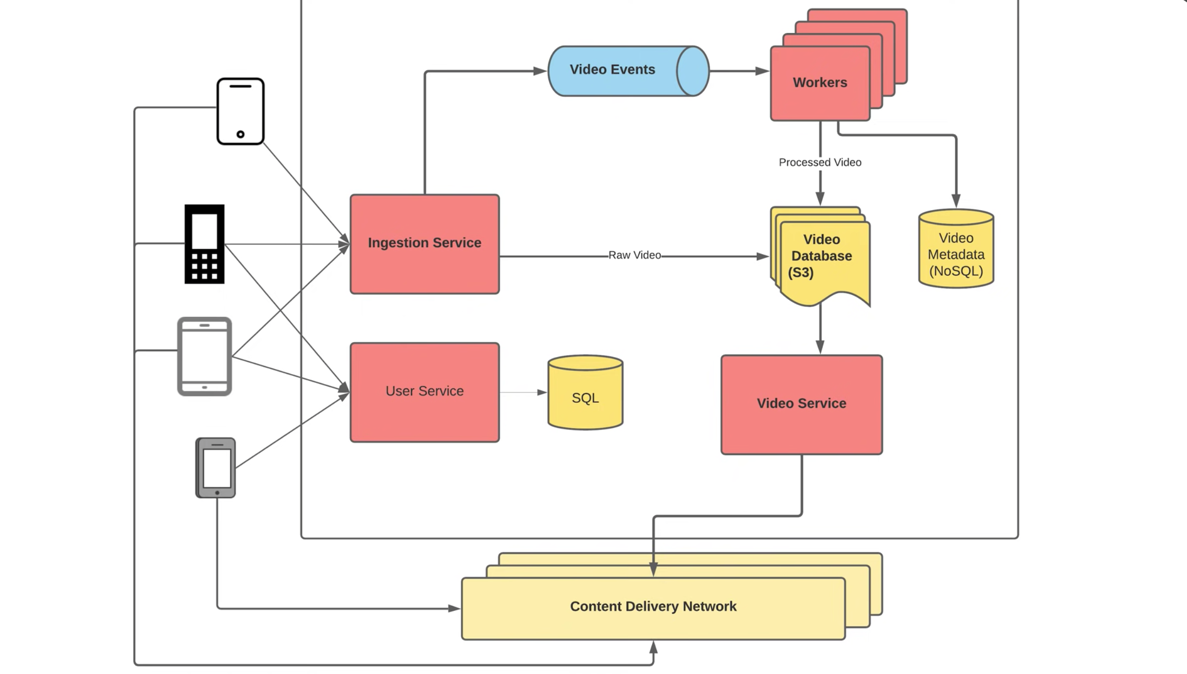 Video Events
Workers
Processed Video
Ingestion Service
Raw Video
Video
Database
(S3)
Video
Metadata
(NoSQL)
User Service
SQL
Video Service
Content Delivery Network